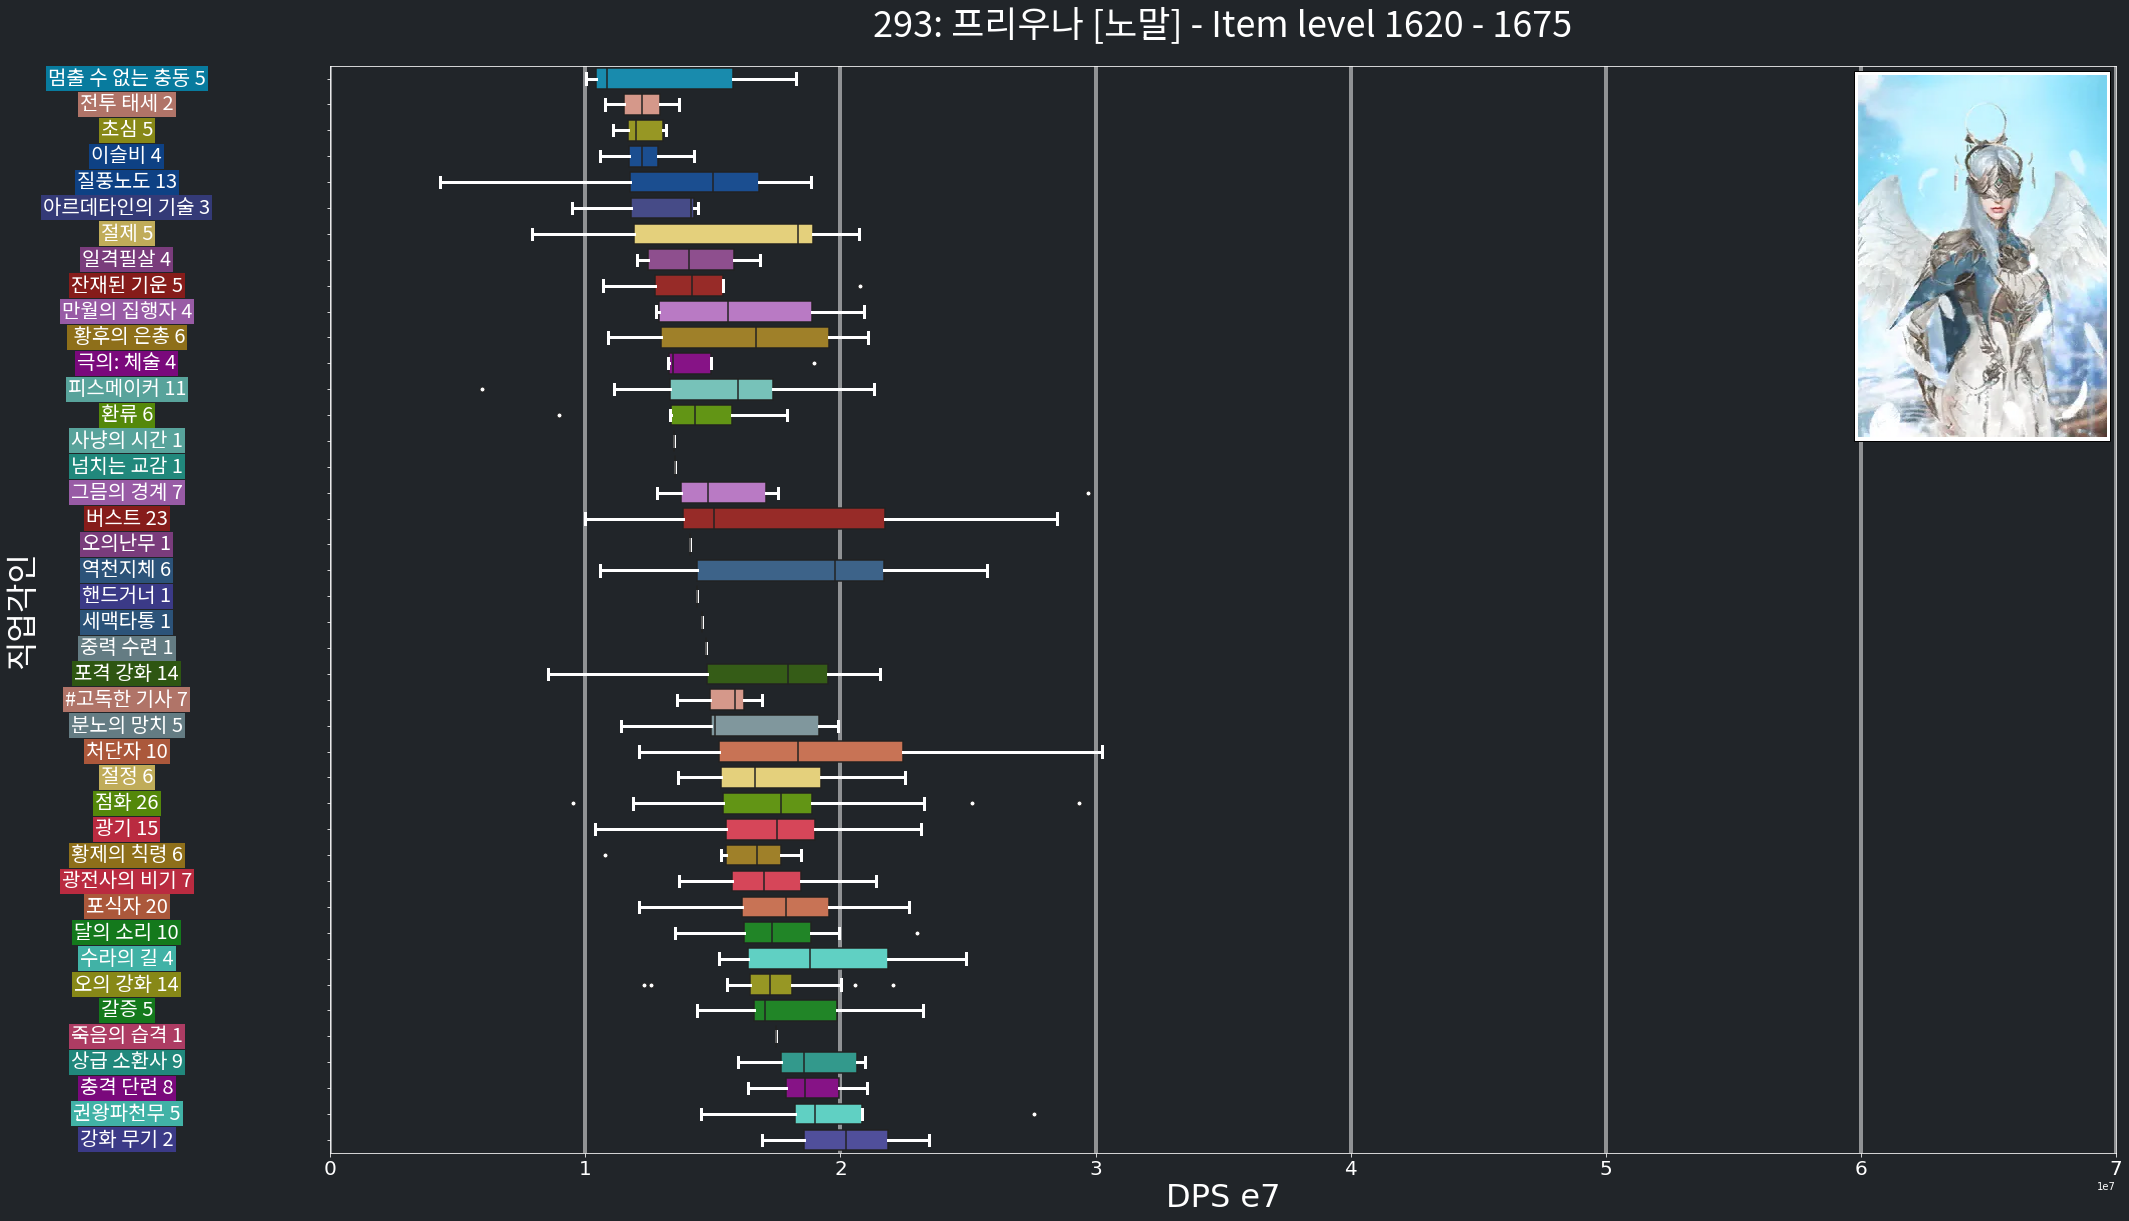 293: 프리우나 [노말] - Item level 1620 - 1675
직업각인
멈출 수 없는 충동 5
전투 태세 2
초심 5
이슬비 4
질풍노도 13
아르데타인의 기술 3
절제 5
일격필살 4
잔재된 기운 5
만월의 집행자 4
황후의 은총 6
극의: 체술 4
피스메이커 11
환류 6
사냥의 시간 1
넘치는 교감 1
그믐의 경계 7
버스트 23
오의난무 1
역천지체 6
핸드거너 1
세맥타통 1
중력 수련 1
포격 강화 14
#고독한 기사 7
분노의 망치 5
처단자 10
절정 6
점화 26
광기 15
황제의 칙령 6
광전사의 비기 7
포식자 20
달의 소리 10
수라의 길 4
오의 강화 14
갈증 5
죽음의 습격 1
상급 소환사 9
충격 단련 8
권왕파천무 5
강화 무기 2
0 1 2 3 4 5 6 7
DPS e7
1e7